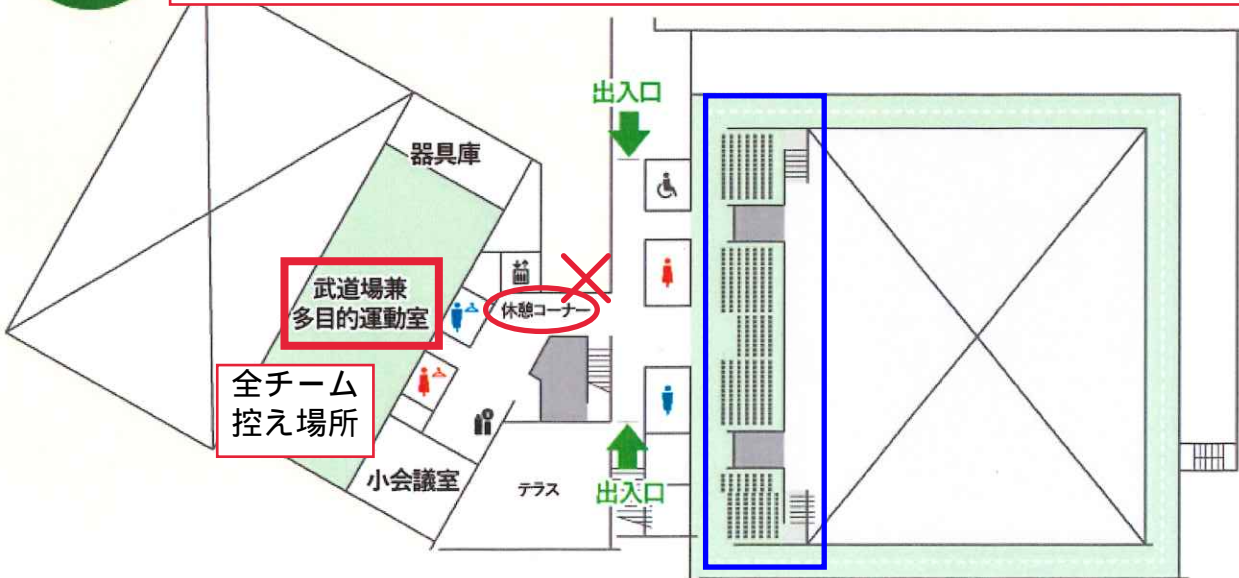 出入口
器具庫
武道場兼
多目的運動室
休憩コーナー
全チーム
控え場所
小会議室
テラス
出入口